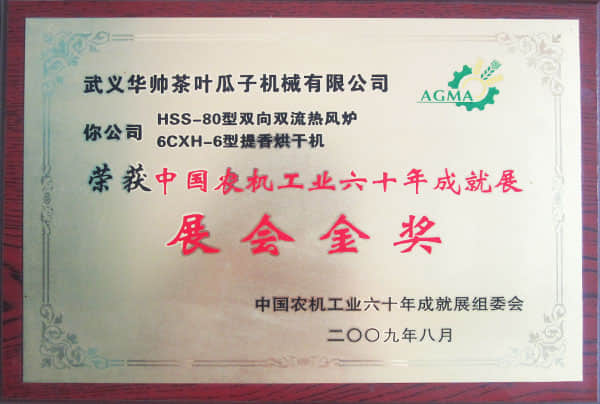 武义华帅茶叶瓜子机械有限公司
AGMA
你公司
HSS-80型双向双流热风炉
6CXH-6型提香烘干机
荣获中国农机工业六十年成就展
展会金奖
中国农机工业六十年成就展组委会
二〇〇九年八月